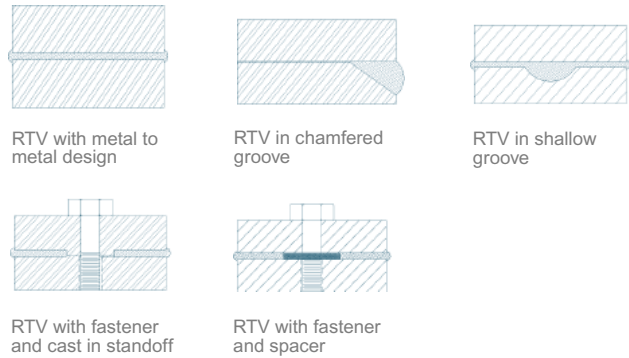 RTV with metal to
metal design
RTV in chamfered
groove
RTV in shallow
groove
RTV with fastener
and cast in standoff
RTV with fastener
and spacer